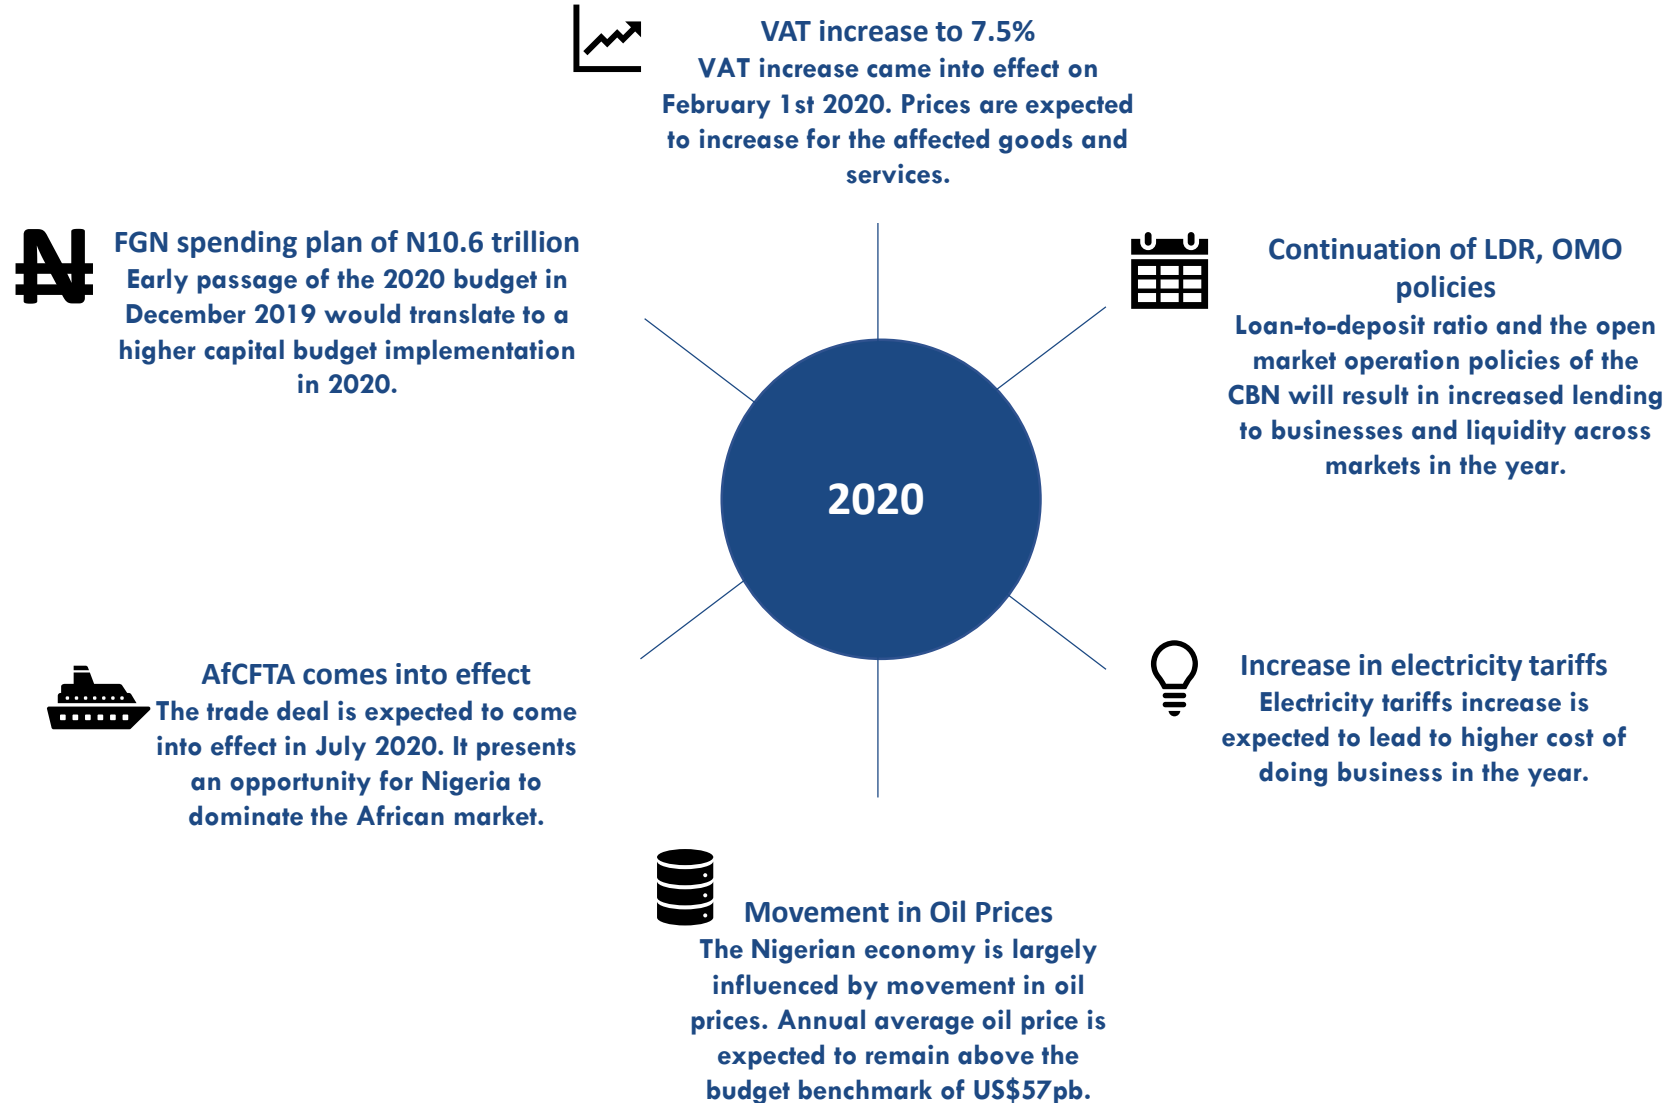 VAT increase to 7.5%
VAT increase came into effect on
February 1st 2020. Prices are expected
to increase for the affected goods and
services.
FGN spending plan of N10.6 trillion
Early passage of the 2020 budget in
December 2019 would translate to a
higher capital budget implementation
in 2020.
Continuation of LDR, OMO
policies
Loan-to-deposit ratio and the open
market operation policies of the
CBN will result in increased lending
to businesses and liquidity across
markets in the year.
2020
AfCFTA comes into effect
The trade deal is expected to come
into effect in July 2020. It presents
an opportunity for Nigeria to
dominate the African market.
Increase in electricity tariffs
Electricity tariffs increase is
expected to lead to higher cost of
doing business in the year.
Movement in Oil Prices
The Nigerian economy is largely
influenced by movement in oil
prices. Annual average oil price is
expected to remain above the
budget benchmark of US$57pb.